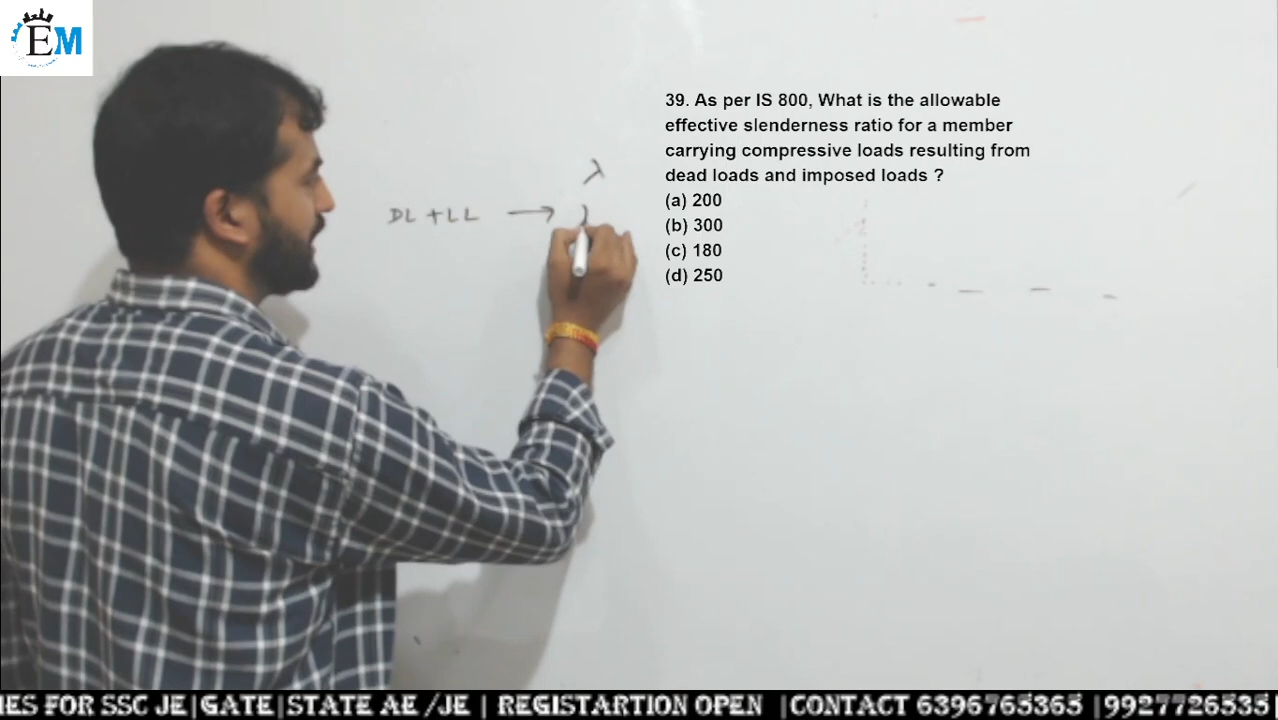 EM
39. As per IS 800, What is the allowable
effective slenderness ratio for a member
carrying compressive loads resulting from
dead loads and imposed loads ?
(a) 200
(b) 300
(c) 180
(d) 250
λ
DL + LL →
IES FOR SSC JE|GATE|STATE AE /JE | REGISTARTION OPEN |CONTACT 6396765365 |9927726535